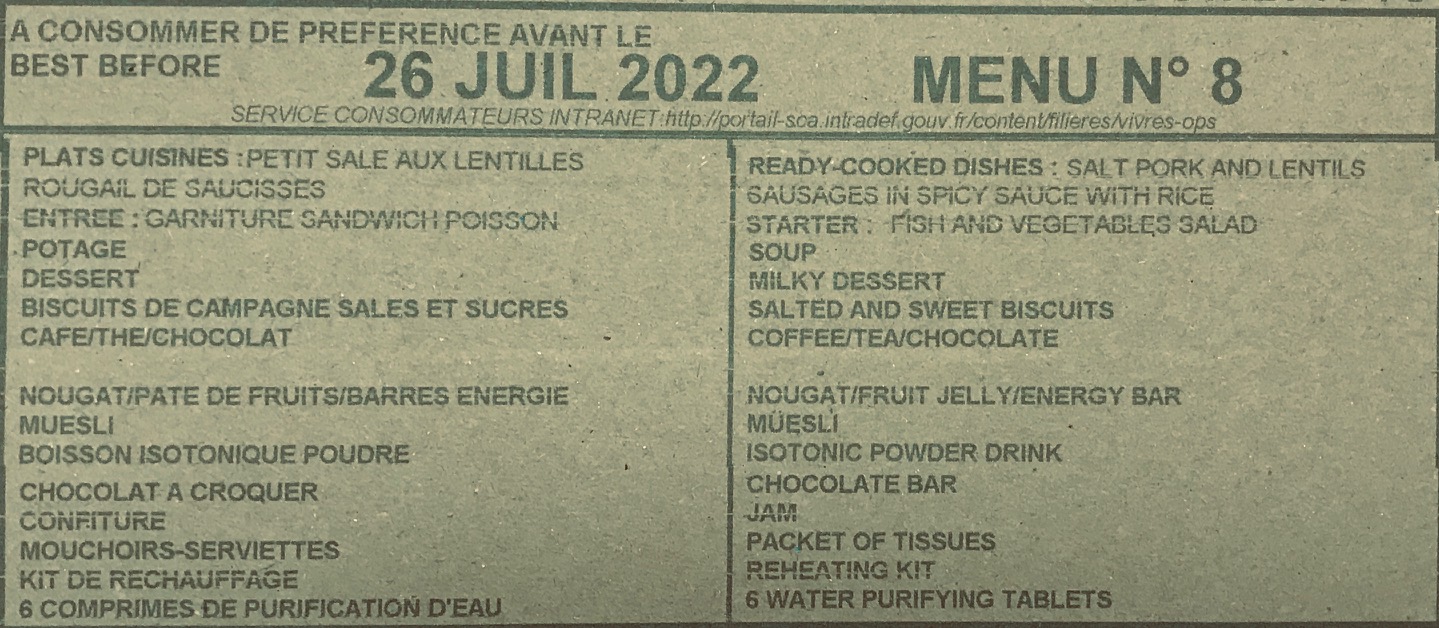 A CONSOMMER DE PREFERENCE AVANT LE
BEST BEFORE 26 JUIL 2022 MENU N° 8
SERVICE CONSOMMATEURS INTRANET:http://portail-sca.intradef.gouv.fr/content/filieres/vivres-ops
PLATS CUISINES : PETIT SALE AUX LENTILLES
ROUGAIL DE SAUCISSES
ENTREE : GARNITURE SANDWICH POISSON
POTAGE
DESSERT
BISCUITS DE CAMPAGNE SALES ET SUCRES
CAFE/THE/CHOCOLAT
NOUGAT/PATE DE FRUITS/BARRES ENERGIE
MUESLI
BOISSON ISOTONIQUE POUDRE
CHOCOLAT A CROQUER
CONFITURE
MOUCHOIRS-SERVIETTES
KIT DE RECHAUFFAGE
6 COMPRIMES DE PURIFICATION D'EAU
READY-COOKED DISHES : SALT PORK AND LENTILS
SAUSAGES IN SPICY SAUCE WITH RICE
STARTER : FISH AND VEGETABLES SALAD
SOUP
MILKY DESSERT
SALTED AND SWEET BISCUITS
COFFEE/TEA/CHOCOLATE
NOUGAT/FRUIT JELLY/ENERGY BAR
MÜESLI
ISOTONIC POWDER DRINK
CHOCOLATE BAR
JAM
PACKET OF TISSUES
REHEATING KIT
6 WATER PURIFYING TABLETS